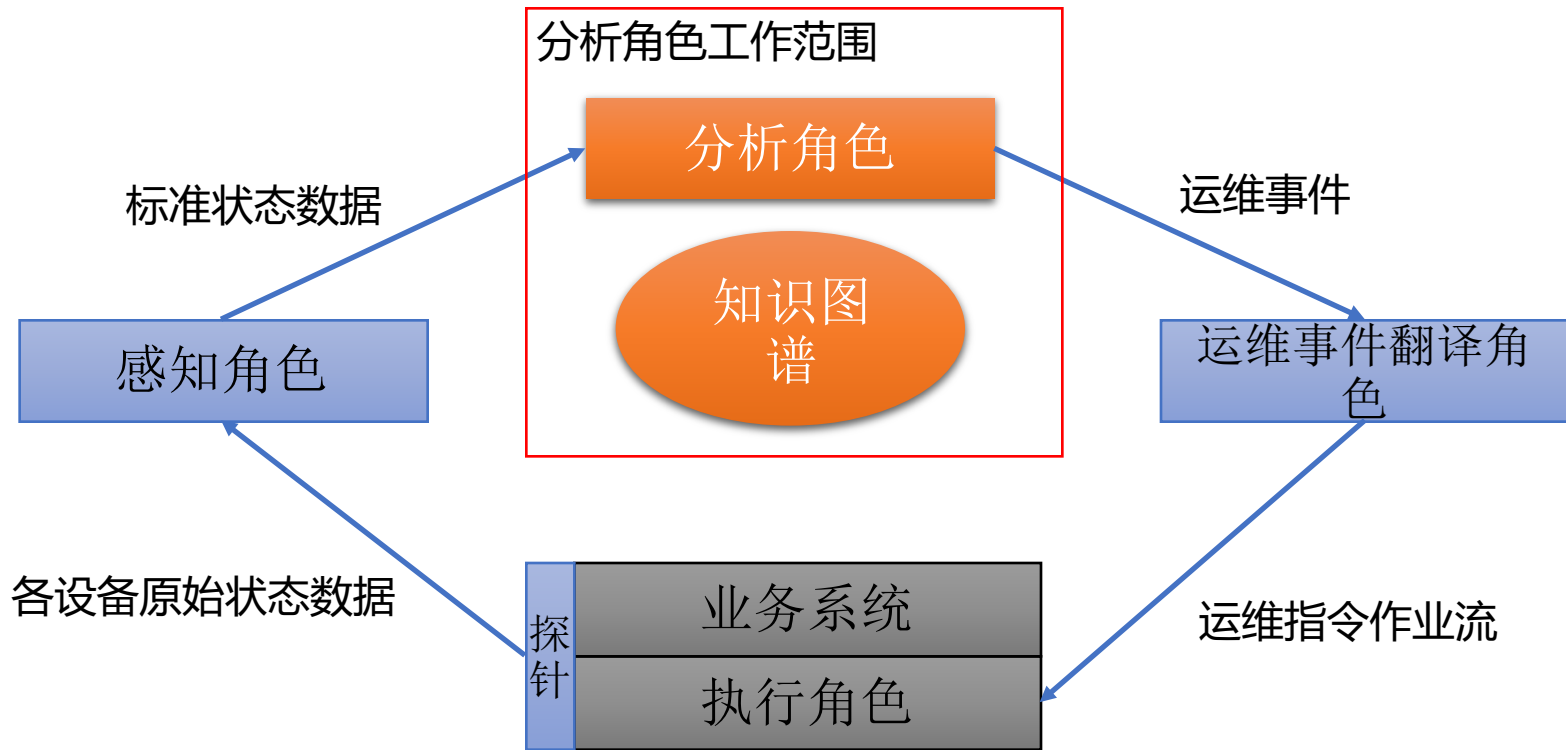 分析角色工作范围
分析角色
标准状态数据
运维事件
知识图
谱
感知角色
运维事件翻译角
色
各设备原始状态数据
探
针
业务系统
执行角色
运维指令作业流